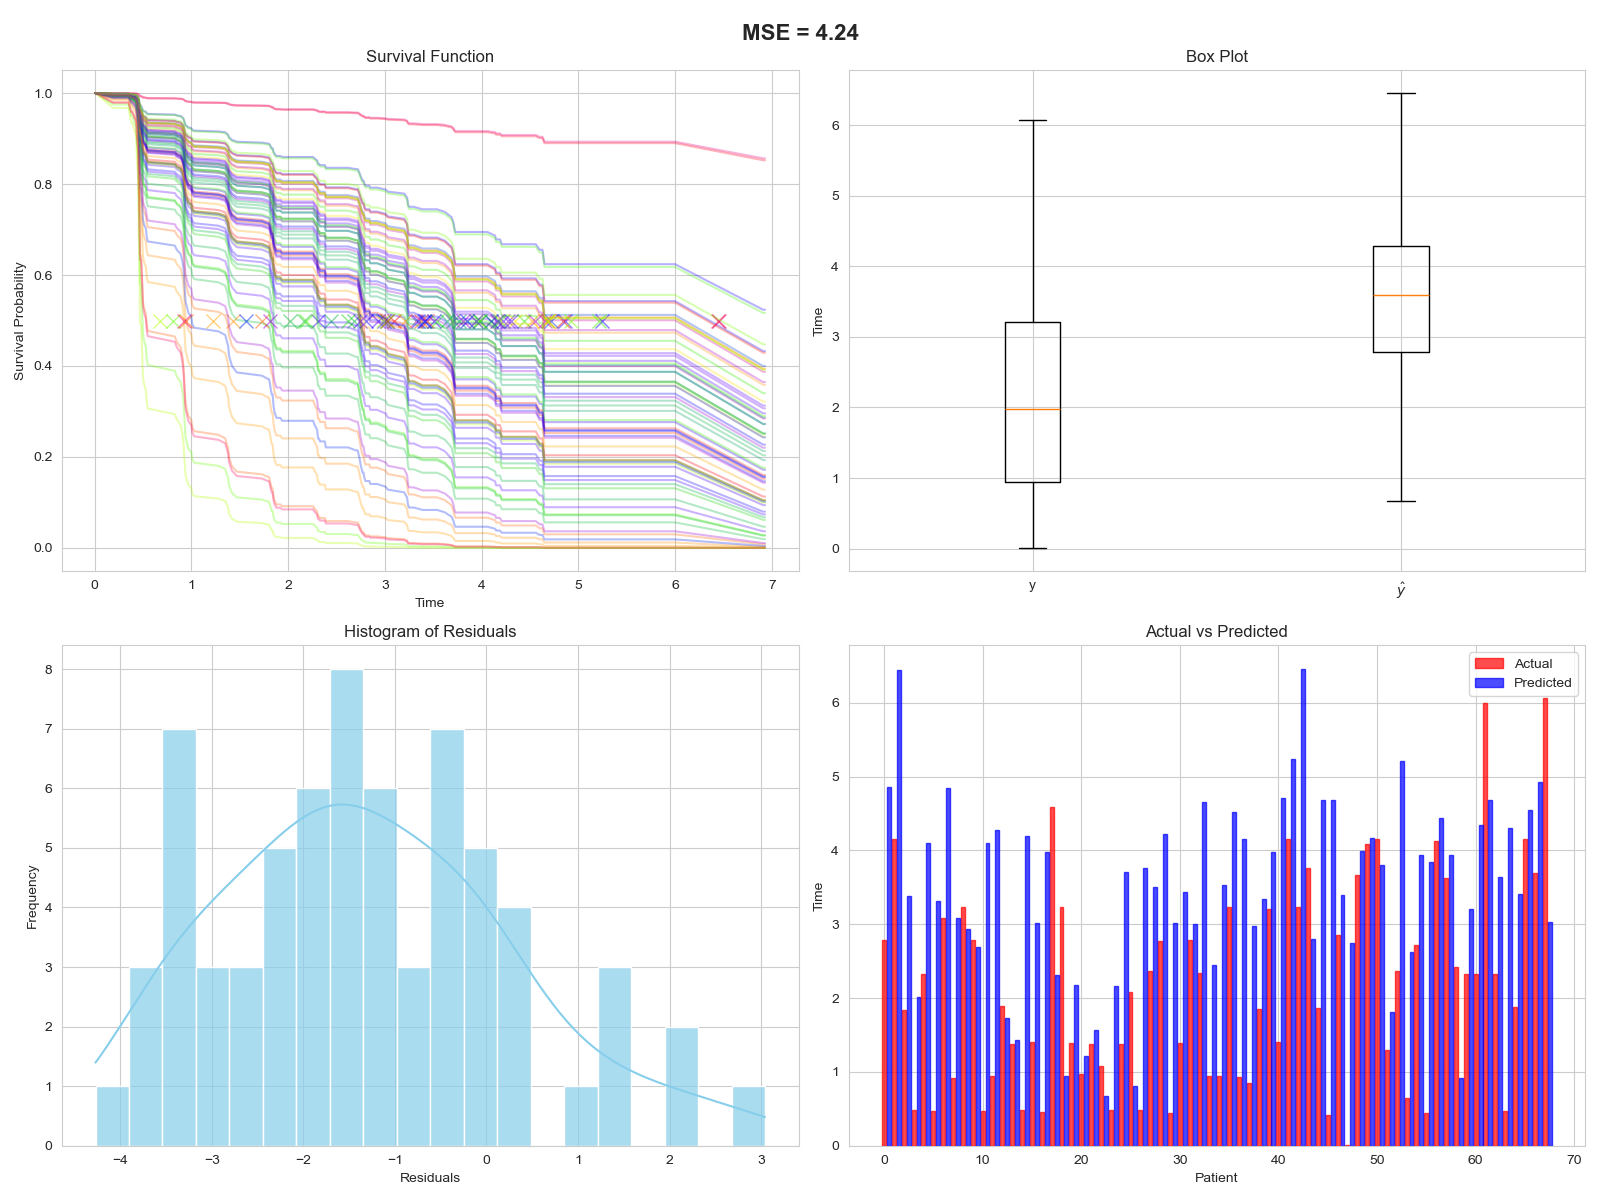 MSE = 4.24
Survival Function
Survival Probability
1.0
0.8
0.6
0.4
0.2
0.0
0 1 2 3 4 5 6 7
Time
Box Plot
Time
6
5
4
3
2
1
0
y ŷ
Histogram of Residuals
Frequency
8
7
6
5
4
3
2
1
0
−4 −3 −2 −1 0 1 2 3
Residuals
Actual vs Predicted
Actual
Predicted
Time
6
5
4
3
2
1
0
0 10 20 30 40 50 60 70
Patient